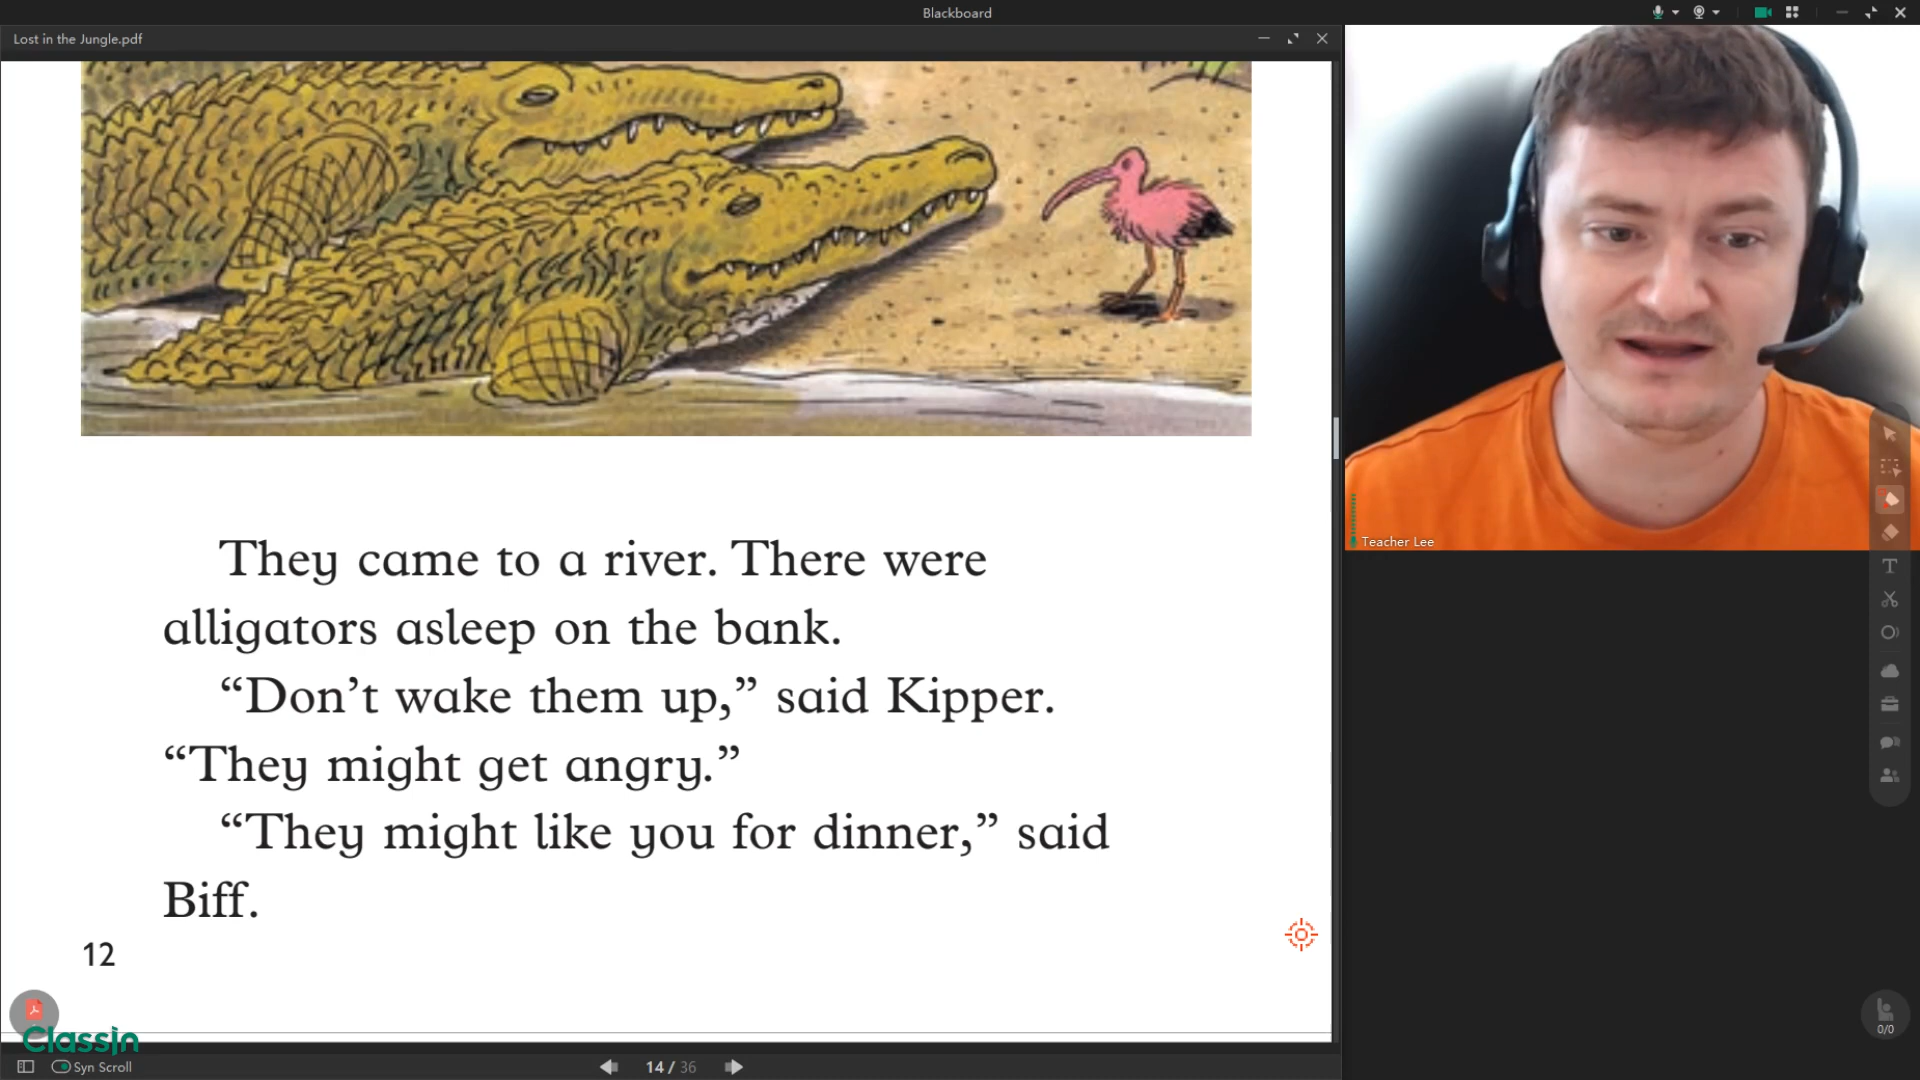 Blackboard
Lost in the Jungle.pdf
They came to a river. There were
alligators asleep on the bank.
“Don’t wake them up,” said Kipper.
“They might get angry.”
“They might like you for dinner,” said
Biff.
12
Teacher Lee
0/0
ClassIn
Syn Scroll
14 / 36